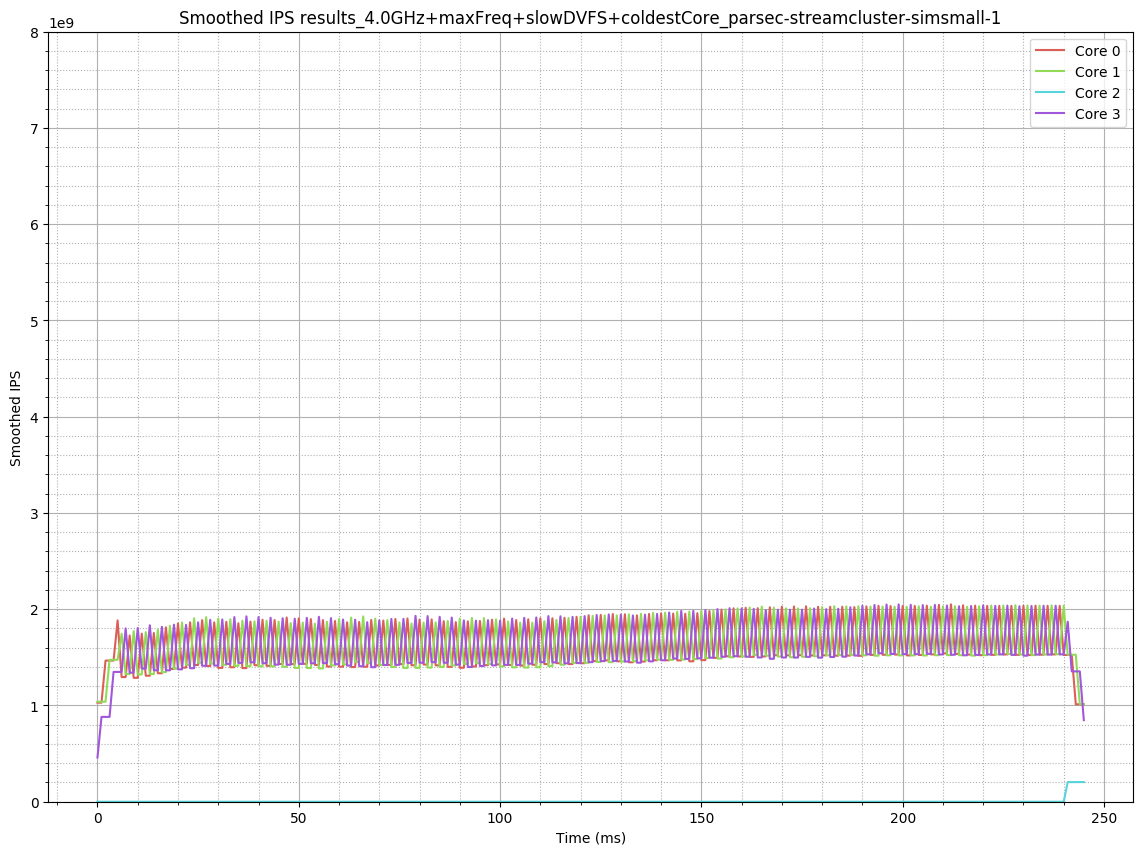 Smoothed IPS results_4.0GHz+maxFreq+slowDVFS+coldestCore_parsec-streamcluster-simsmall-1
1e9
8
7
6
5
4
3
2
1
0
Smoothed IPS
Core 0
Core 1
Core 2
Core 3
0 50 100 150 200 250
Time (ms)